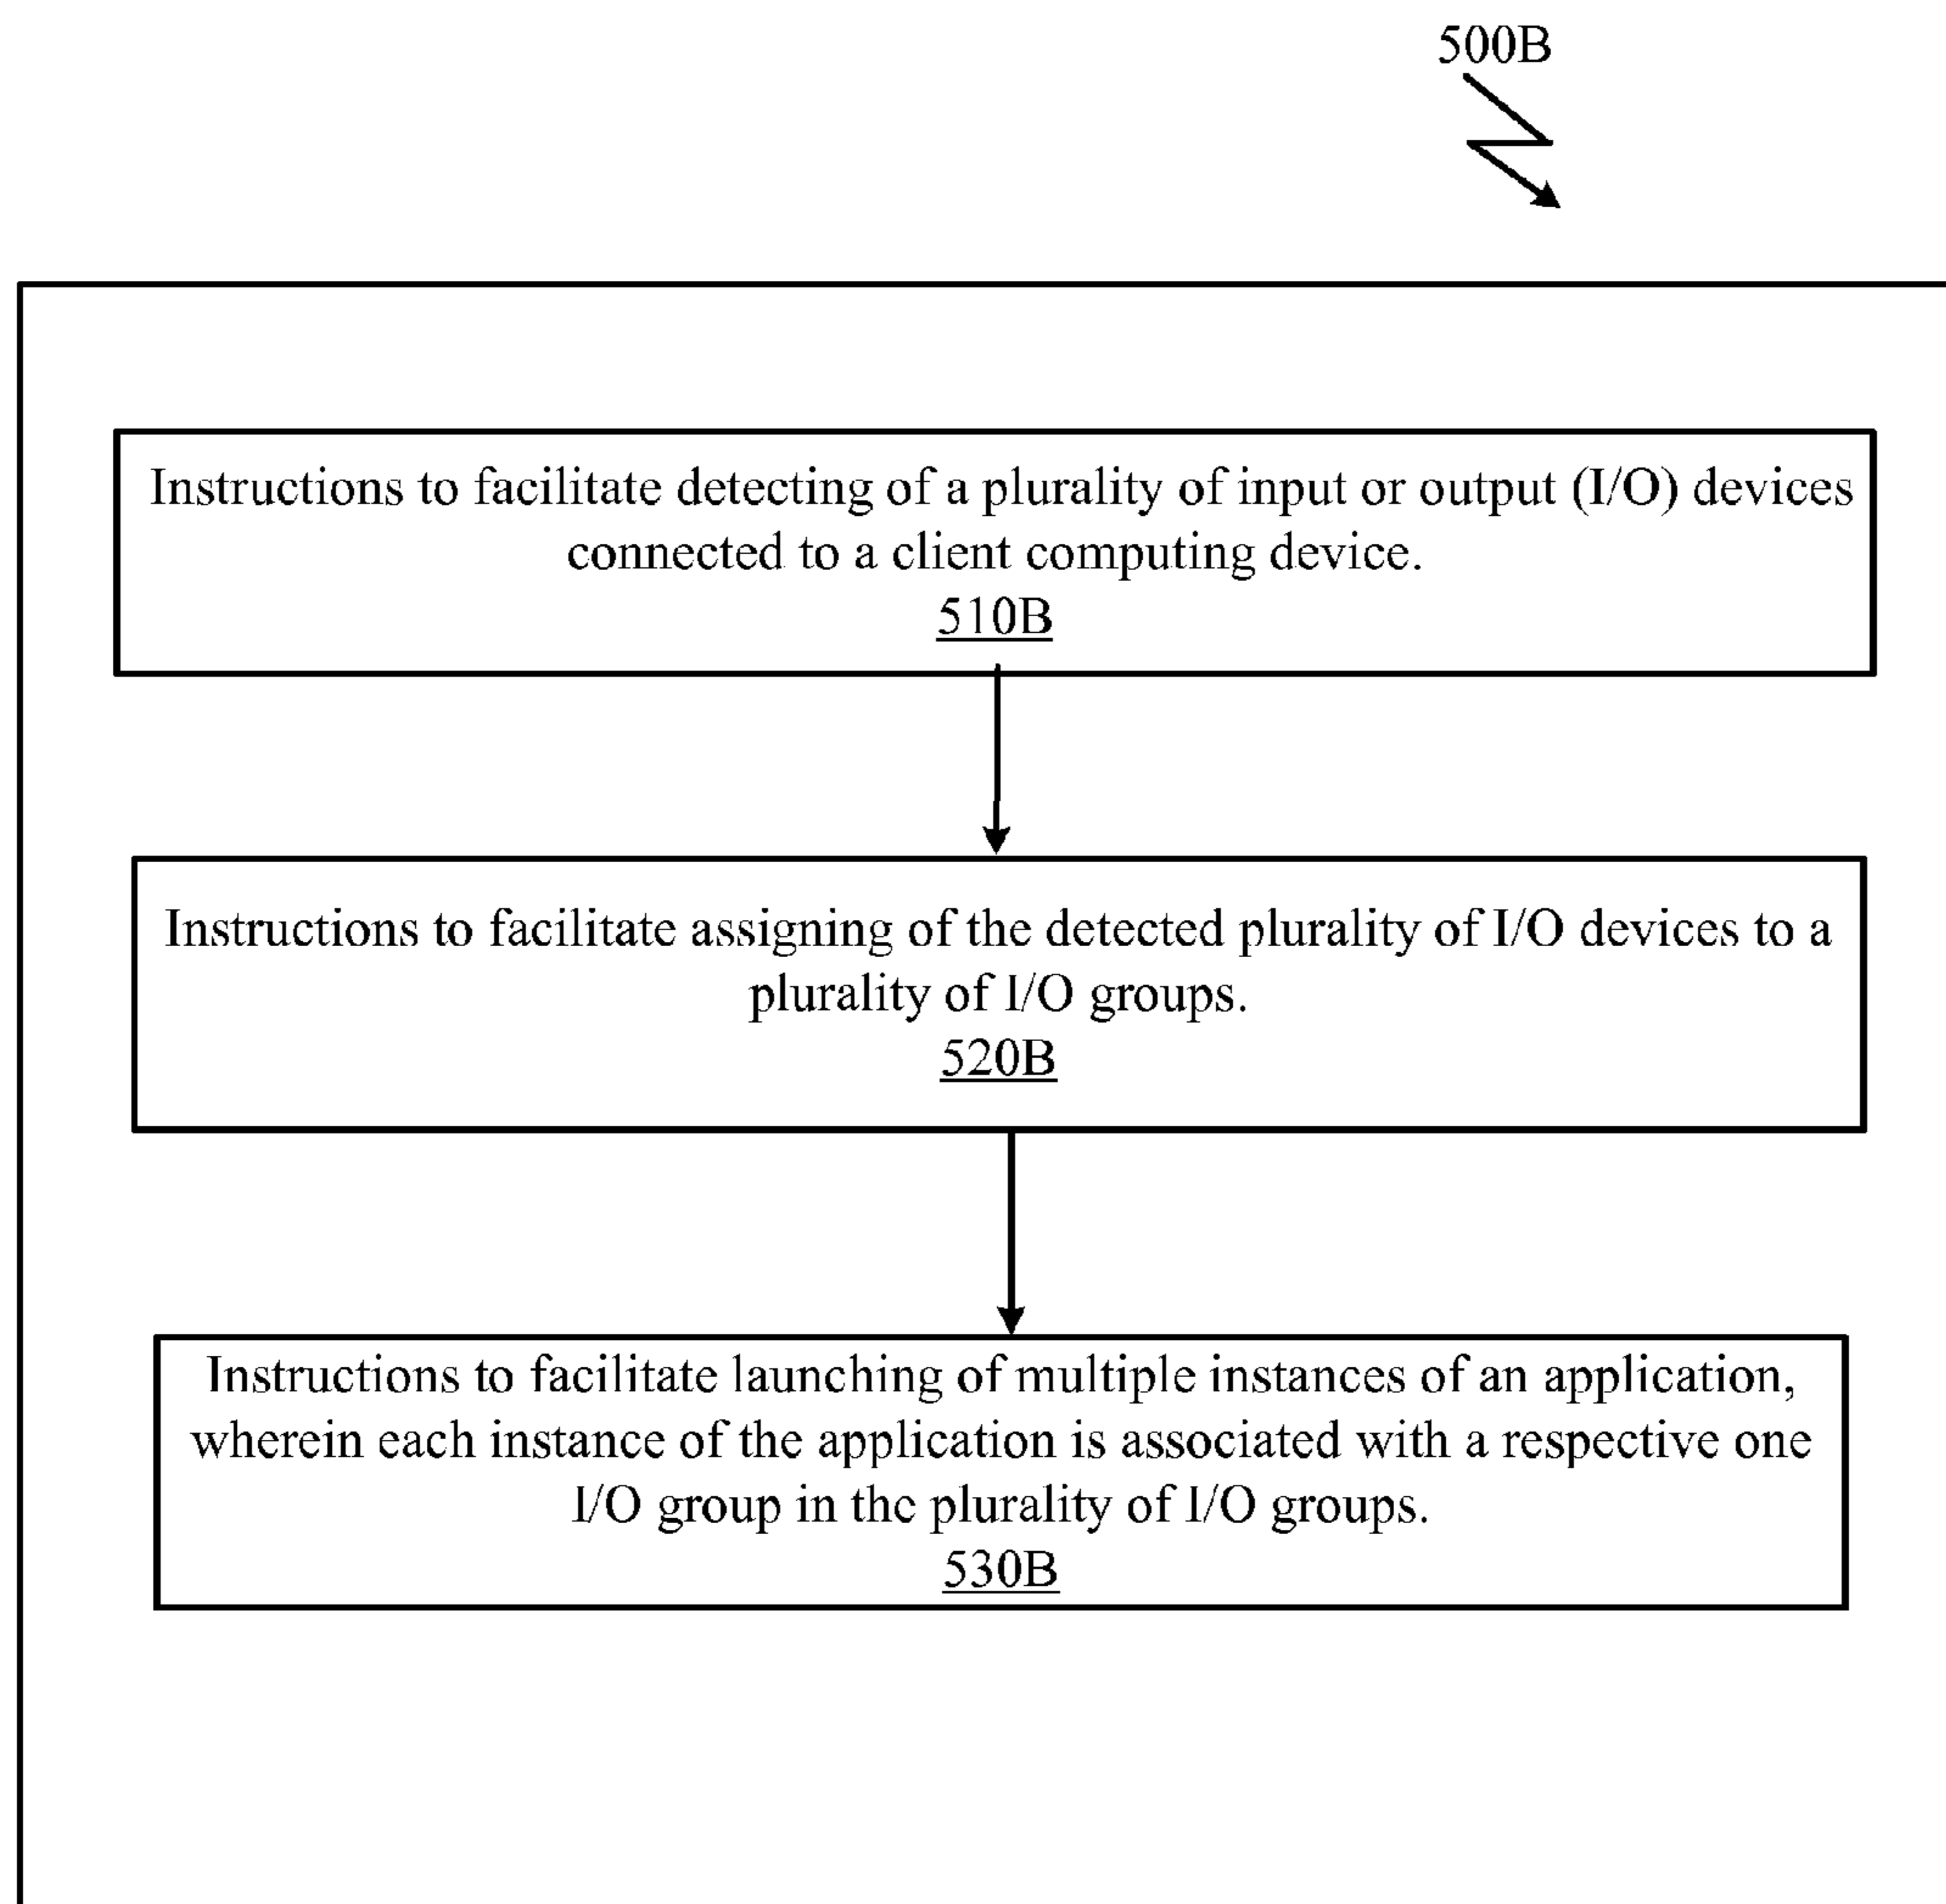 500B
Instructions to facilitate detecting of a plurality of input or output (I/O) devices
connected to a client computing device.
510B
Instructions to facilitate assigning of the detected plurality of I/O devices to a
plurality of I/O groups.
520B
Instructions to facilitate launching of multiple instances of an application,
wherein each instance of the application is associated with a respective one
I/O group in the plurality of I/O groups.
530B